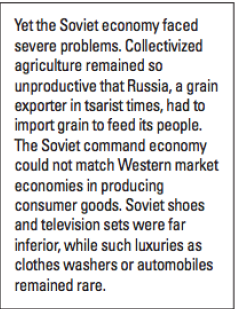 Yet the Soviet economy faced
severe problems. Collectivized
agriculture remained so
unproductive that Russia, a grain
exporter in tsarist times, had to
import grain to feed its people.
The Soviet command economy
could not match Western market
economies in producing
consumer goods. Soviet shoes
and television sets were far
inferior, while such luxuries as
clothes washers or automobiles
remained rare.